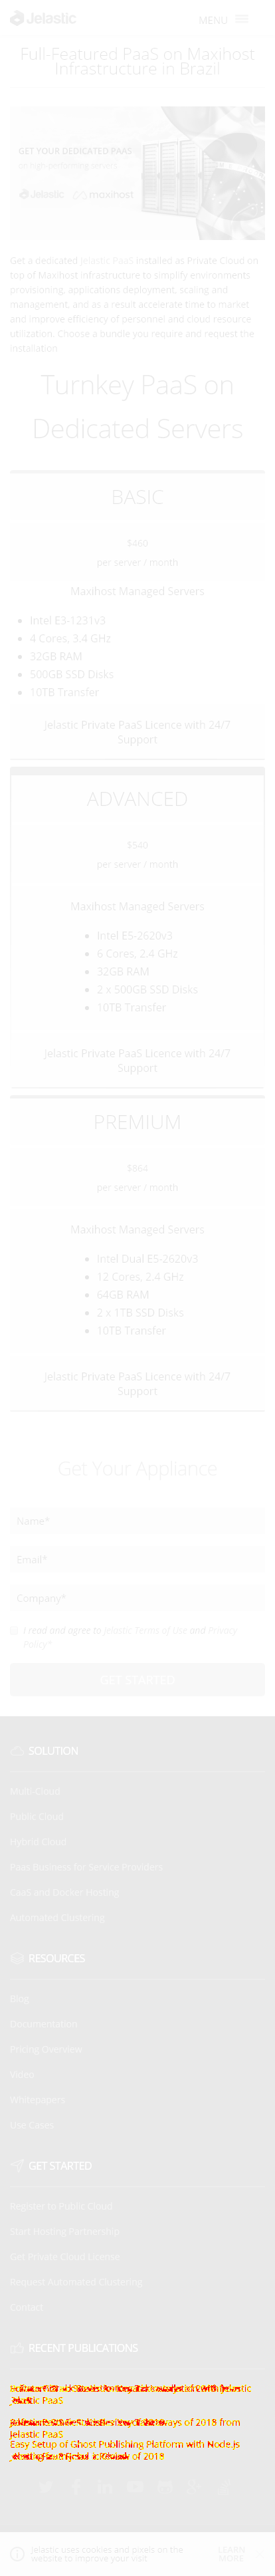 Jelastic
MENU
Full-Featured PaaS on Maxihost
Infrastructure in Brazil
GET YOUR DEDICATED PAAS
Jelastic maxihost
Get a dedicated Jelastic PaaS installed as Private Cloud on
top of Maxihost infrastructure to simplify environments
provisioning, applications deployment, scaling and
management, and as a result accelerate time to market
and improve efficiency of personnel and cloud resource
utilization. Choose a bundle you require and request the
installation
Turnkey PaaS on
Dedicated Servers
BASIC
$460
per server / month
Maxihost Managed Servers
Intel E3-1231v3
4 Cores, 3.4 GHz
32GB RAM
500GB SSD Disks
10TB Transfer
Jelastic Private PaaS Licence with 24/7
Support
ADVANCED
$540
per server / month
Maxihost Managed Servers
Intel E5-2620v3
6 Cores, 2.4 GHz
32GB RAM
2 x 500GB SSD Disks
10TB Transfer
Jelastic Private PaaS Licence with 24/7
Support
PREMIUM
$864
per server / month
Maxihost Managed Servers
Intel Dual E5-2620v3
12 Cores, 2.4 GHz
64GB RAM
2 x 1TB SSD Disks
10TB Transfer
Jelastic Private PaaS Licence with 24/7
Support
Get Your Appliance
Name*
Email*
Company*
I read and agree to Jelastic Terms of use and Privacy
Policy*
GET STARTED
SOLUTION
Multi-Cloud
Public Cloud
Hybrid Cloud
PaaS Business for Service Providers
CaaS and Docker Hosting
Automated Clustering
RESOURCES
Blog
Documentation
Pricing Overview
Video
Whitepapers
Use Cases
GET STARTED
Register to Public Cloud
Start Hosting Partnership
Get Private Cloud License
Request Automated Clustering
Contact
RECENT PUBLICATIONS
Jelastic PaaS
Jelastic PaaS
Easy Setup of Ghost Publishing Platform with Node.js
Jelastic uses cookies and pixels on the
website to improve your visit.
LEARN
MORE